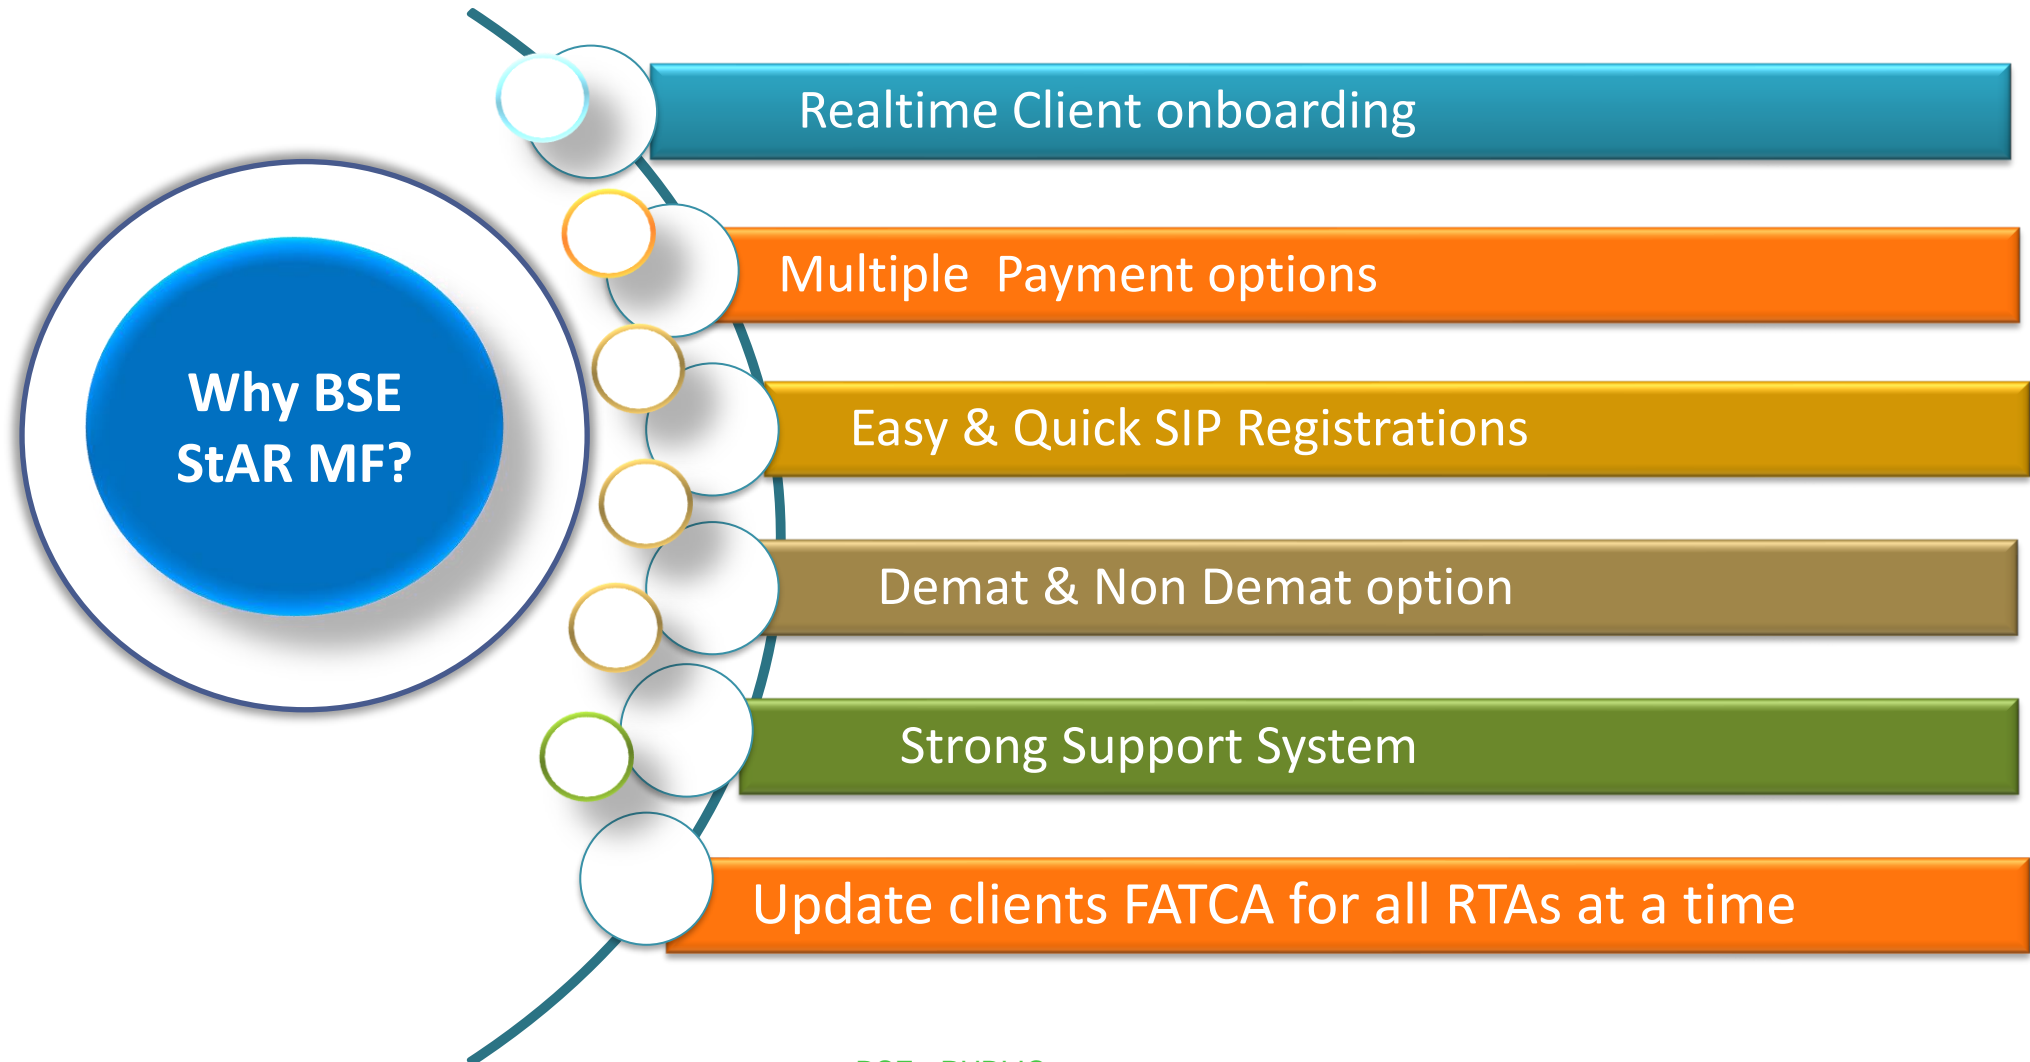 Why BSE
StAR MF?
Realtime Client onboarding
Multiple  Payment options
Easy & Quick SIP Registrations
Demat & Non Demat option
Strong Support System
Update clients FATCA for all RTAs at a time